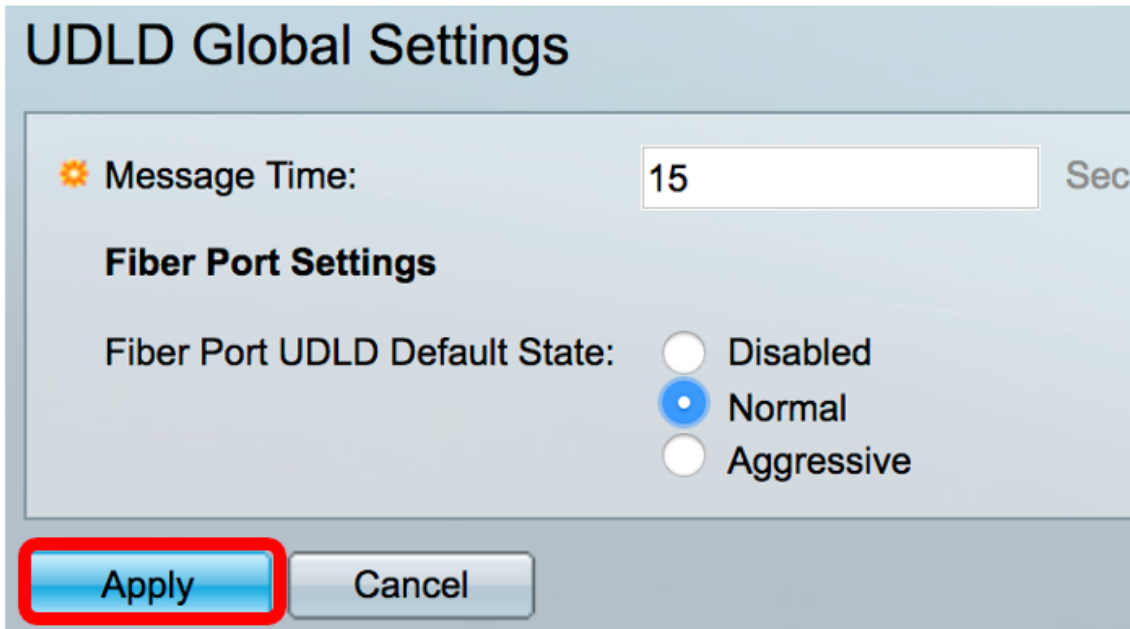 UDLD Global Settings
Message Time: 15 Sec
Fiber Port Settings
Fiber Port UDLD Default State: Disabled
Normal
Aggressive
Apply Cancel